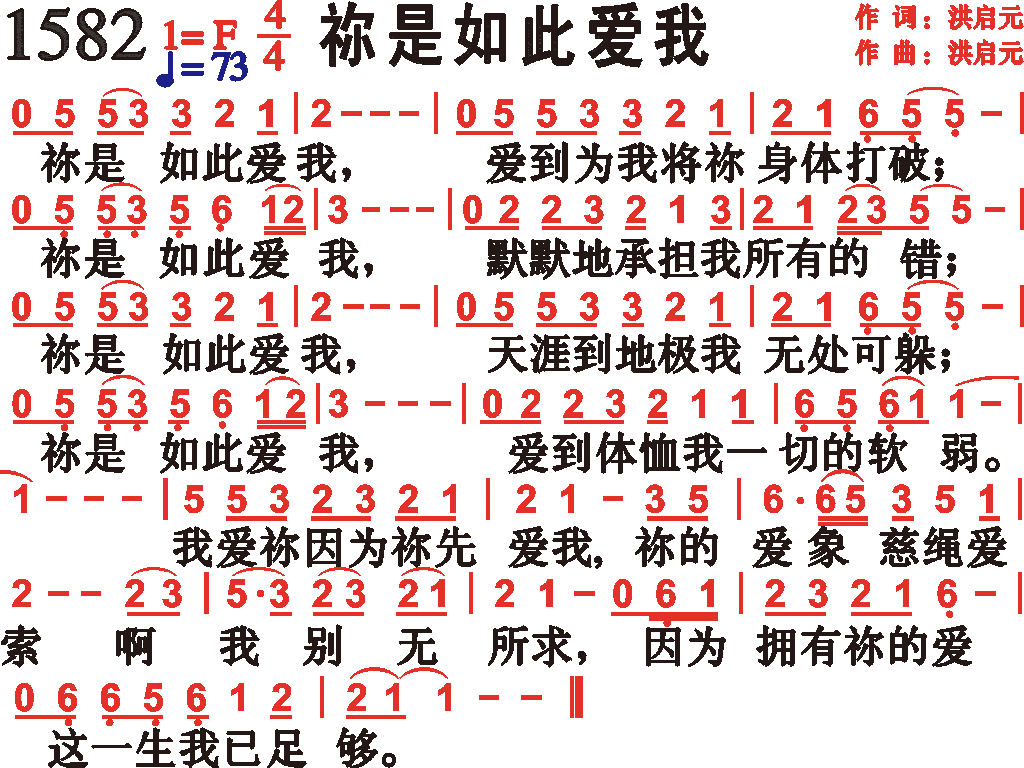 1582 1=F 4/4 祢是如此爱我 作 词：洪启元
♩=73 作 曲：洪启元
0 5 5 3 3 2 1 | 2 - - - | 0 5 5 3 3 2 1 | 2 1 6 5 5 - |
祢是 如此爱我， 爱到为我将祢 身体打破；
0 5 5 3 5 6 1 2 | 3 - - - | 0 2 2 3 2 1 3 | 2 1 2 3 5 5 - |
祢是 如此爱 我， 默默地承担我所有的 错；
0 5 5 3 3 2 1 | 2 - - - | 0 5 5 3 3 2 1 | 2 1 6 5 5 - |
祢是 如此爱我， 天涯到地极我 无处可躲；
0 5 5 3 5 6 1 2 | 3 - - - | 0 2 2 3 2 1 1 | 6 5 6 1 1 - |
祢是 如此爱 我， 爱到体恤我一切的软 弱。
1 - - - | 5 5 3 2 3 2 1 | 2 1 - 3 5 | 6 · 6 5 3 5 1 |
我爱祢因为祢先 爱我, 祢的 爱 象 慈绳爱
2 - - 2 3 | 5 · 3 2 3 2 1 | 2 1 - 0 6 1 | 2 3 2 1 6 - |
索 啊 我 别 无 所求， 因为 拥有祢的爱
0 6 6 5 6 1 2 | 2 1 1 - - ‖
这一生我已足 够。